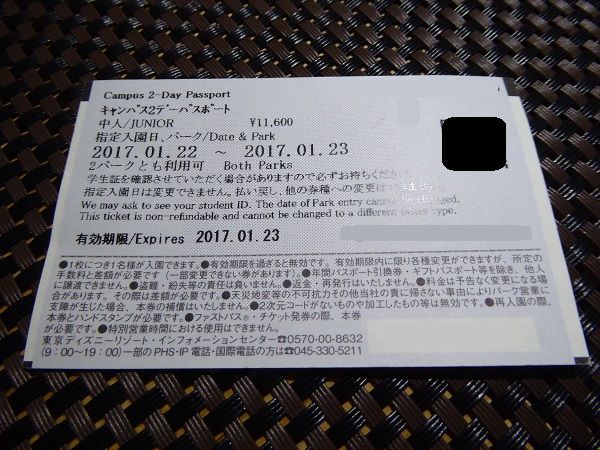 Campus 2-Day Passport
キャンパス2デーパスポート
中人/JUNIOR ¥11,600
指定入園日、パーク/Date & Park
2017.01.22 ~ 2017.01.23
2パークとも利用可 Both Parks
学生証を確認させていただく場合がありますので必ずお持ちください
指定入園日は変更できません。払い戻し、他の券種への変更はできません。
We may ask to see your student ID. The date of Park entry cannot be changed.
This ticket is non-refundable and cannot be changed to a different ticket type.
有効期限/Expires 2017.01.23
●1枚につき1名様が入園できます。●有効期限を過ぎると無効です。有効期限内に限り各種変更ができますが、所定の
手数料と差額が必要です(一部変更できない券があります)。●年間パスポート引換券・ギフトパスポート等を除き、他人
に譲渡できません。●盗難・紛失等の責任は負いません。●返金・再発行はいたしません。●料金は予告なく変更になる場
合があります。その際は差額が必要です。●天災地変等の不可抗力その他当社の責に帰さない事由によりパーク営業に
支障が生じた場合、本券の補償はいたしません。●2次元コードがないものや加工したもの等は無効です。●再入園の際、
本券とハンドスタンプが必要です。●ファストパス®・チケット発券の際、本券
が必要です。●特別営業時間における使用はできません。
東京ディズニーリゾート・インフォメーションセンター☎0570-00-8632
(9:00~19:00)一部のPHS・IP電話・国際電話の方は☎045-330-5211